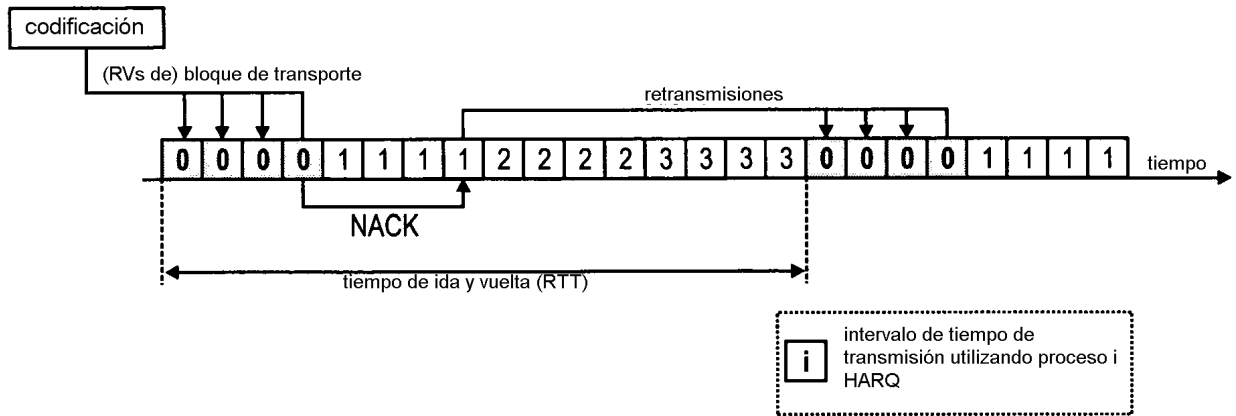 codificación
(RVs de) bloque de transporte
retransmisiones
0 0 0 0 1 1 1 1 2 2 2 2 3 3 3 3 0 0 0 0 1 1 1 1
tiempo
NACK
tiempo de ida y vuelta (RTT)
i
intervalo de tiempo de
transmisión utilizando proceso i
HARQ